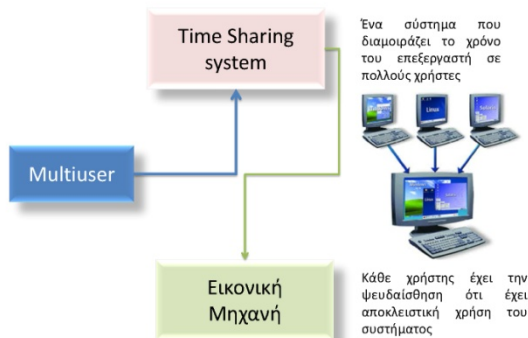 Time Sharing
system
Ένα σύστημα που
διαμοιράζει το χρόνο
του επεξεργαστή σε
πολλούς χρήστες
Linux
Multiuser
Εικονική
Μηχανή
Κάθε χρήστης έχει την
ψευδαίσθηση ότι έχει
αποκλειστική χρήση του
συστήματος